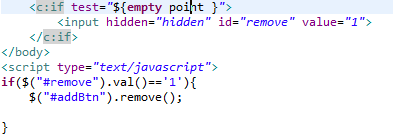 <c:if test="${empty point }">
<input hidden="hidden" id="remove" value="1">
</c:if>
</body>
<script type="text/javascript">
if($("#remove").val()=='1'){
$("#addBtn").remove();
}